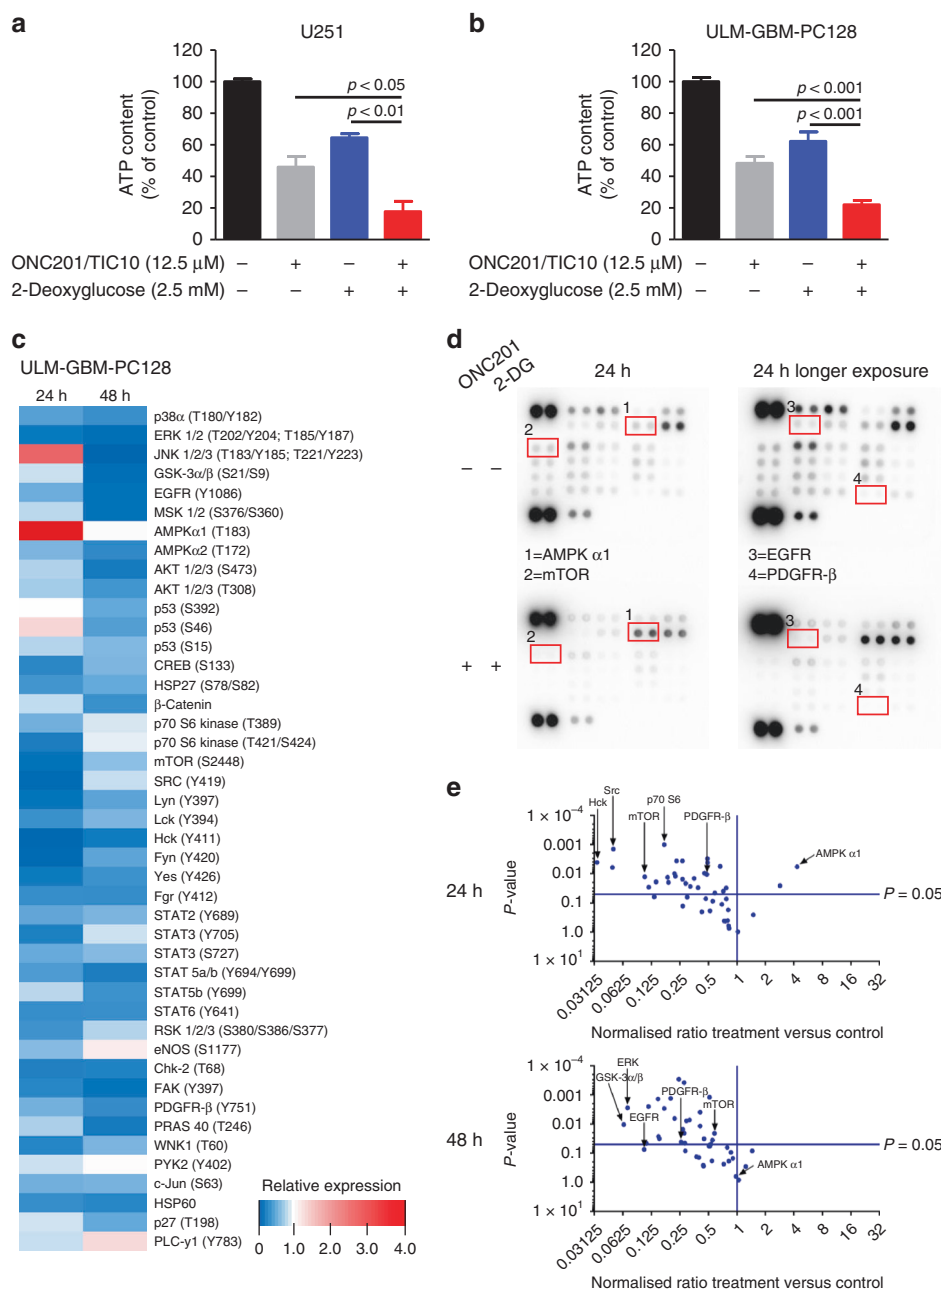 a
U251
120
100
80
60
40
20
0
ATP content
(% of control)
p < 0.05
p < 0.01
ONC201/TIC10 (12.5 μM) – + – +
2-Deoxyglucose (2.5 mM) – – + +
b
ULM-GBM-PC128
120
100
80
60
40
20
0
ATP content
(% of control)
p < 0.001
p < 0.001
ONC201/TIC10 (12.5 μM) – + – +
2-Deoxyglucose (2.5 mM) – – + +
c
ULM-GBM-PC128
24 h 48 h
p38α (T180/Y182)
ERK 1/2 (T202/Y204; T185/Y187)
JNK 1/2/3 (T183/Y185; T221/Y223)
GSK-3α/β (S21/S9)
EGFR (Y1086)
MSK 1/2 (S376/S360)
AMPKα1 (T183)
AMPKα2 (T172)
AKT 1/2/3 (S473)
AKT 1/2/3 (T308)
p53 (S392)
p53 (S46)
p53 (S15)
CREB (S133)
HSP27 (S78/S82)
β-Catenin
p70 S6 kinase (T389)
p70 S6 kinase (T421/S424)
mTOR (S2448)
SRC (Y419)
Lyn (Y397)
Lck (Y394)
Hck (Y411)
Fyn (Y420)
Yes (Y426)
Fgr (Y412)
STAT2 (Y689)
STAT3 (Y705)
STAT3 (S727)
STAT 5a/b (Y694/Y699)
STAT5b (Y699)
STAT6 (Y641)
RSK 1/2/3 (S380/S386/S377)
eNOS (S1177)
Chk-2 (T68)
FAK (Y397)
PDGFR-β (Y751)
PRAS 40 (T246)
WNK1 (T60)
PYK2 (Y402)
c-Jun (S63)
HSP60
p27 (T198)
PLC-y1 (Y783)
Relative expression
0 1.0 2.0 3.0 4.0
d
ONC201
2-DG
24 h
24 h longer exposure
– –
1
2
3
4
1=AMPK α1
2=mTOR
3=EGFR
4=PDGFR-β
+ +
1
2
3
4
e
24 h
P-value
1 × 10⁻⁴
0.001
0.01
0.1
1.0
1 × 10¹
Hck
Src
mTOR
p70 S6
PDGFR-β
AMPK α1
P = 0.05
0.03125 0.0625 0.125 0.25 0.5 1 2 4 8 16 32
Normalised ratio treatment versus control
48 h
P-value
1 × 10⁻⁴
0.001
0.01
0.1
1.0
1 × 10¹
ERK
GSK-3α/β
EGFR
PDGFR-β
mTOR
AMPK α1
P = 0.05
0.03125 0.0625 0.125 0.25 0.5 1 2 4 8 16 32
Normalised ratio treatment versus control